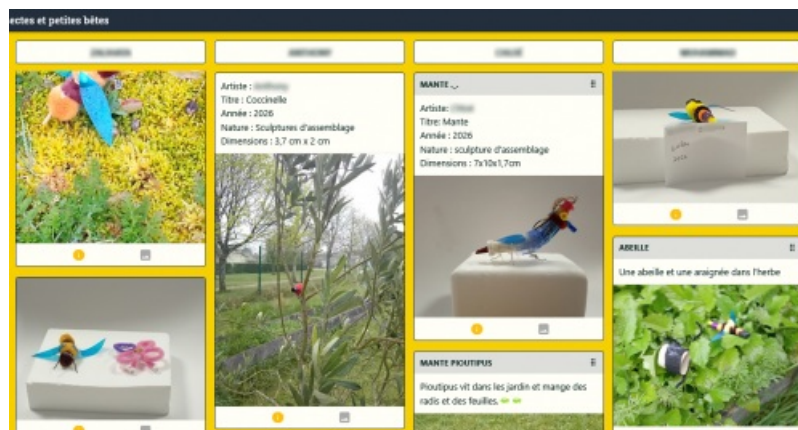 ectes et petites bêtes
Artiste :
Titre : Coccinelle
Année : 2026
Nature : Sculptures d'assemblage
Dimensions : 3,7 cm x 2 cm
MANTE
Artiste:
Titre: Mante
Année : 2026
Nature : sculpture d'assemblage
Dimensions : 7x10x1,7cm
MANTE PIOUTIPUS
Pioutipus vit dans les jardin et mange des
radis et des feuilles.
2026
ABEILLE
Une abeille et une araignée dans l'herbe